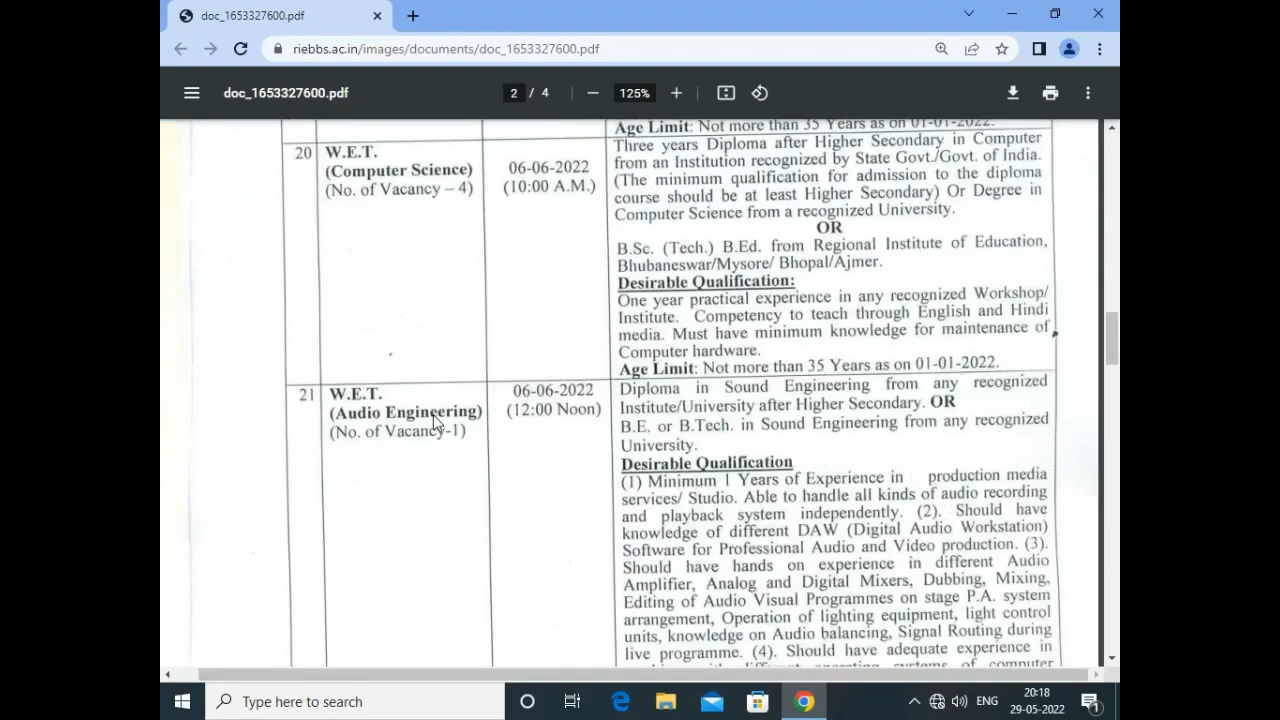 doc_1653327600.pdf
riebbs.ac.in/images/documents/doc_1653327600.pdf
doc_1653327600.pdf
2 / 4
125%
Age Limit: Not more than 35 Years as on 01-01-2022.
20
W.E.T.
(Computer Science)
(No. of Vacancy – 4)
06-06-2022
(10:00 A.M.)
Three years Diploma after Higher Secondary in Computer
from an Institution recognized by State Govt./Govt. of India.
(The minimum qualification for admission to the diploma
course should be at least Higher Secondary) Or Degree in
Computer Science from a recognized University.
OR
B.Sc. (Tech.) B.Ed. from Regional Institute of Education,
Bhubaneswar/Mysore/ Bhopal/Ajmer.
Desirable Qualification:
One year practical experience in any recognized Workshop/
Institute. Competency to teach through English and Hindi
media. Must have minimum knowledge for maintenance of
Computer hardware.
Age Limit: Not more than 35 Years as on 01-01-2022.
21
W.E.T.
(Audio Engineering)
(No. of Vacancy-1)
06-06-2022
(12:00 Noon)
Diploma in Sound Engineering from any recognized
Institute/University after Higher Secondary. OR
B.E. or B.Tech. in Sound Engineering from any recognized
University.
Desirable Qualification
(1) Minimum 1 Years of Experience in production media
services/ Studio. Able to handle all kinds of audio recording
and playback system independently. (2). Should have
knowledge of different DAW (Digital Audio Workstation)
Software for Professional Audio and Video production. (3).
Should have hands on experience in different Audio
Amplifier, Analog and Digital Mixers, Dubbing, Mixing,
Editing of Audio Visual Programmes on stage P.A. system
arrangement, Operation of lighting equipment, light control
units, knowledge on Audio balancing, Signal Routing during
live programme. (4). Should have adequate experience in
different operating systems of computer
Type here to search
ENG
20:18
29-05-2022
1